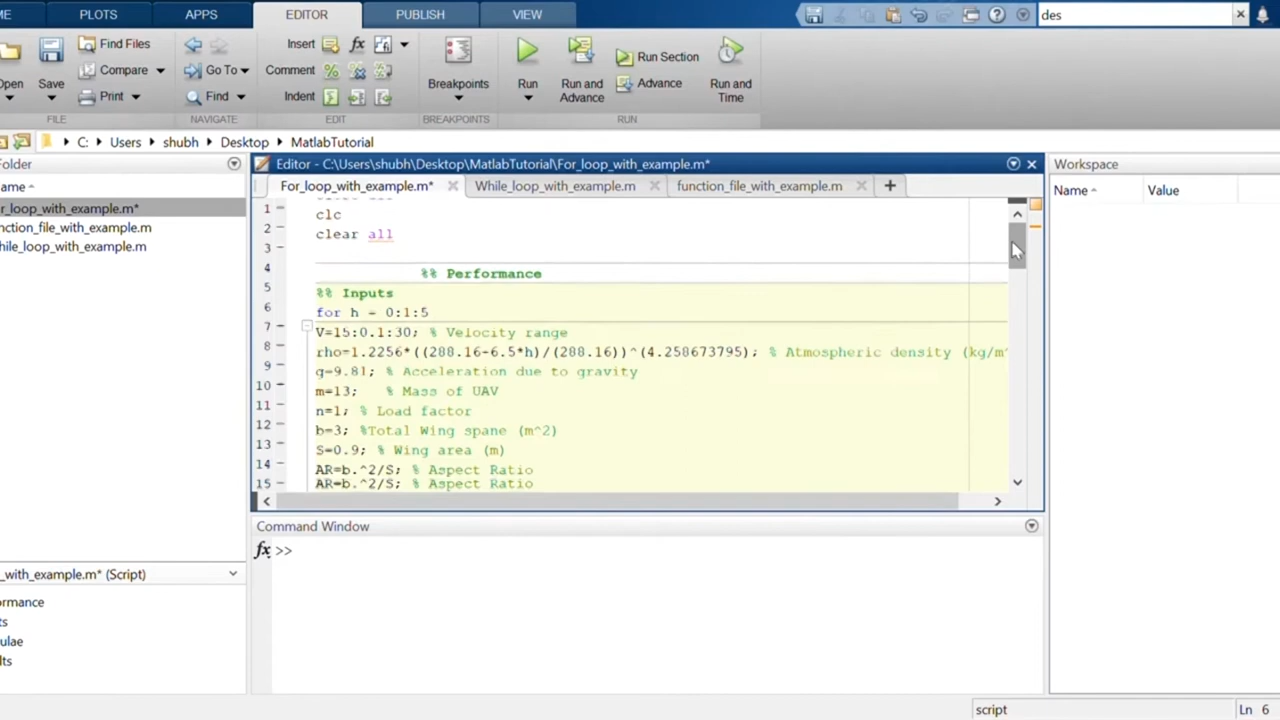 ME PLOTS APPS EDITOR PUBLISH VIEW des
Find Files Insert fx Run Section
Compare Go To Comment Advance
Open Save Print Find Indent Breakpoints Run Run and Advance Run and Time
FILE NAVIGATE EDIT BREAKPOINTS RUN
C: Users shubh Desktop MatlabTutorial
Folder
ame
or_loop_with_example.m*
nction_file_with_example.m
hile_loop_with_example.m
Editor - C:\Users\shubh\Desktop\MatlabTutorial\For_loop_with_example.m*
For_loop_with_example.m* While_loop_with_example.m function_file_with_example.m +
1 clc
2 clear all
3
4 %% Performance
5 %% Inputs
6 for h = 0:1:5
7 V=15:0.1:30; % Velocity range
8 rho=1.2256*((288.16-6.5*h)/(288.16))^(4.258673795); % Atmospheric density (kg/m^
9 g=9.81; % Acceleration due to gravity
10 m=13; % Mass of UAV
11 n=1; % Load factor
12 b=3; %Total Wing spane (m^2)
13 S=0.9; % Wing area (m)
14 AR=b.^2/S; % Aspect Ratio
15 AR=b.^2/S; % Aspect Ratio
Workspace
Name Value
Command Window
fx >>
_with_example.m* (Script)
ormance
ts
ulae
lts
script Ln 6